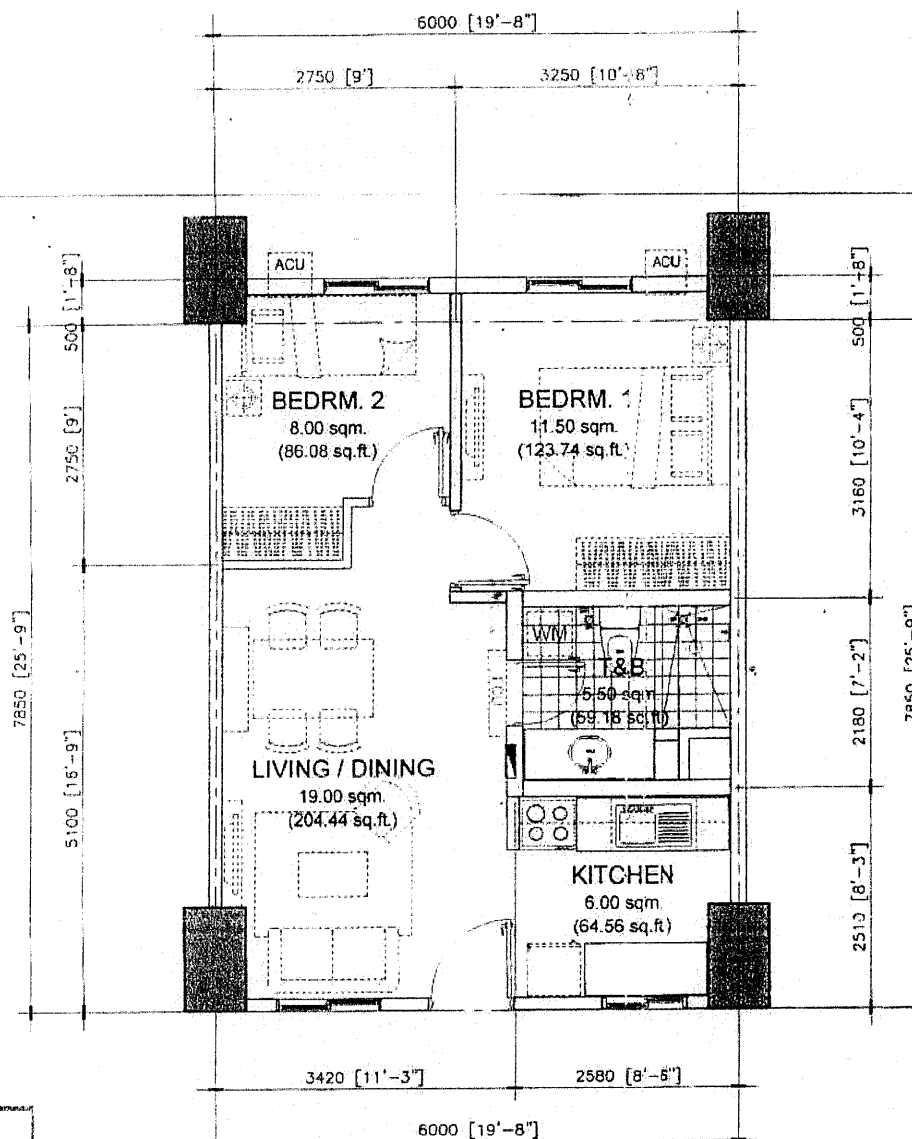 6000 [19'-8"]
2750 [9']
3250 [10'-8"]
500 [1'-8"]
ACU
ACU
500 [1'-8"]
2750 [9']
BEDRM. 2
8.00 sqm.
(86.08 sq.ft.)
BEDRM. 1
11.50 sqm.
(123.74 sq.ft.)
3160 [10'-4"]
7850 [25'-9"]
WM
T&B
5.50 sqm.
(59.18 sq.ft)
2180 [7'-2"]
7850 [25'-9"]
5100 [16'-9"]
LIVING / DINING
19.00 sqm.
(204.44 sq.ft.)
KITCHEN
6.00 sqm.
(64.56 sq.ft)
2510 [8'-3"]
3420 [11'-3"]
2580 [8'-6"]
6000 [19'-8"]